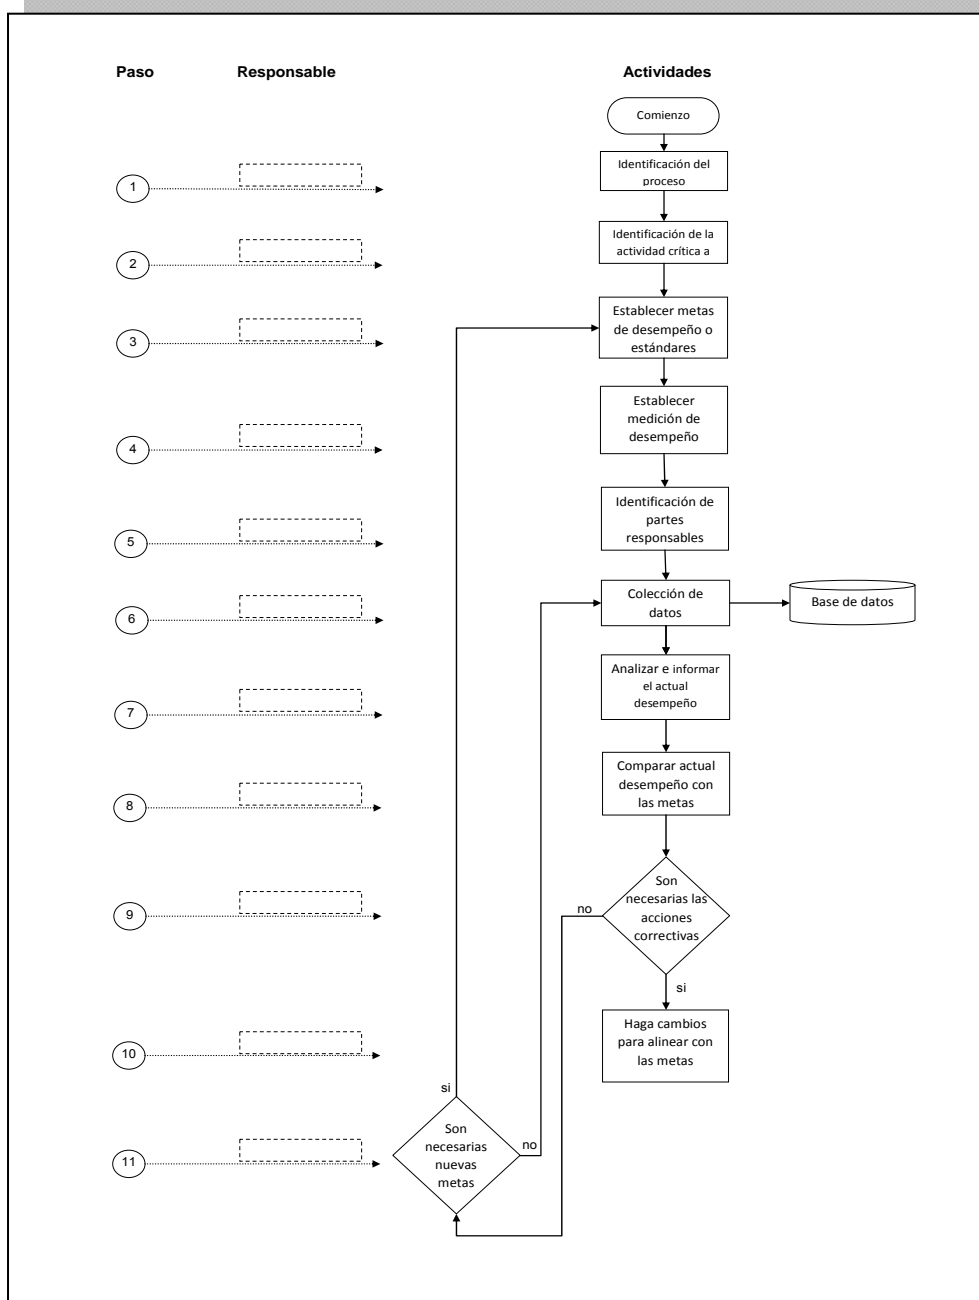 Paso Responsable Actividades
Comienzo
1
Identificación del
proceso
2
Identificación de la
actividad crítica a
3
Establecer metas
de desempeño o
estándares
4
Establecer
medición de
desempeño
5
Identificación de
partes
responsables
6
Colección de
datos
Base de datos
7
Analizar e informar
el actual
desempeño
8
Comparar actual
desempeño con
las metas
9
Son
necesarias las
acciones
correctivas
no
si
10
Haga cambios
para alinear con
las metas
si
11
Son
necesarias
nuevas
metas
no